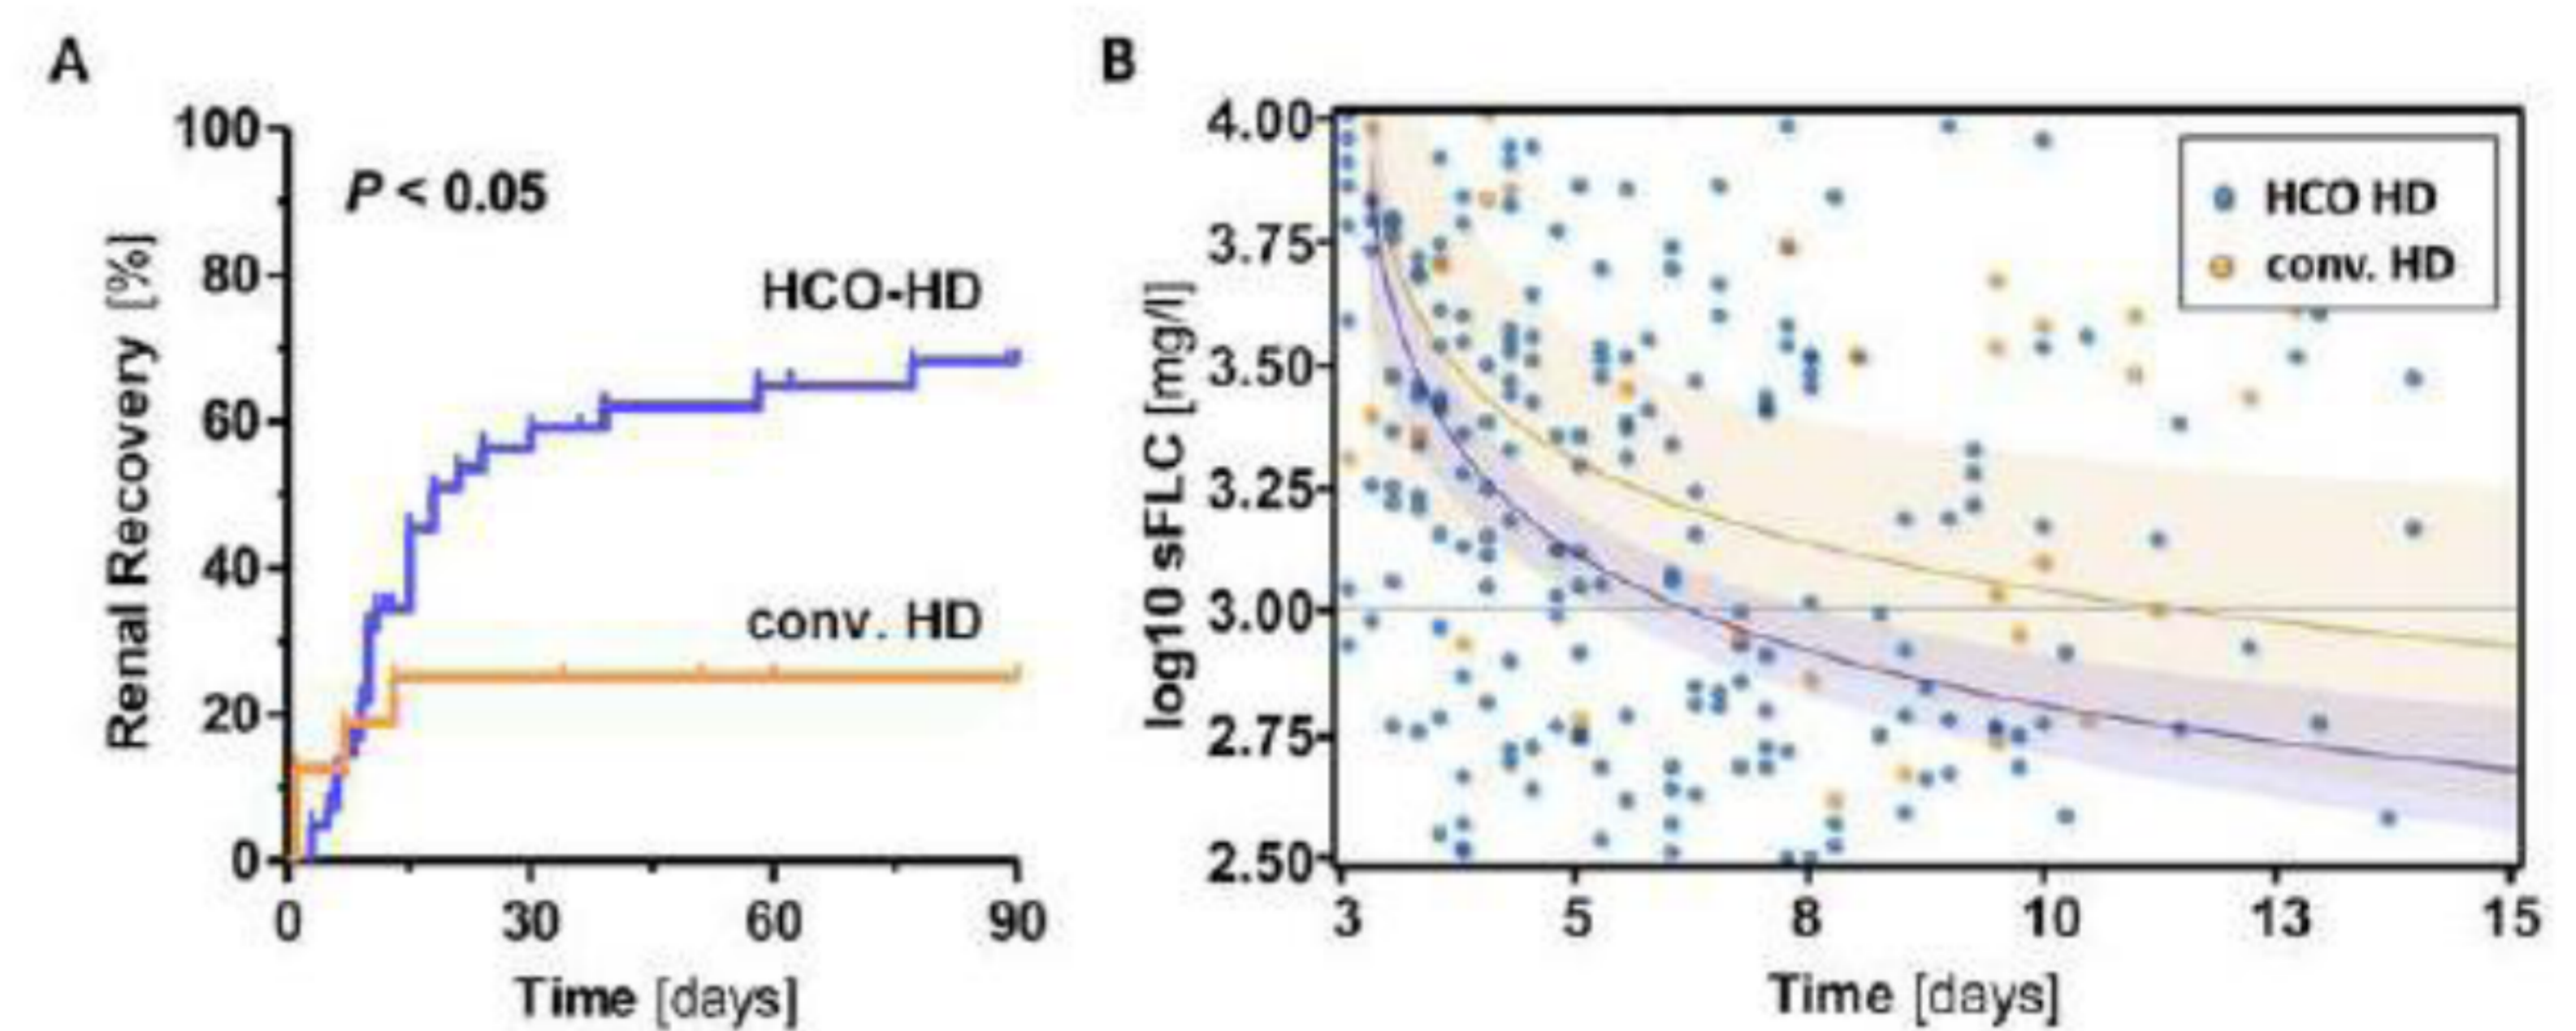 A
Renal Recovery [%]
100
80
60
40
20
0
P < 0.05
HCO-HD
conv. HD
0 30 60 90
Time [days]
B
log10 sFLC [mg/l]
4.00
3.75
3.50
3.25
3.00
2.75
2.50
HCO HD
conv. HD
3 5 8 10 13 15
Time [days]